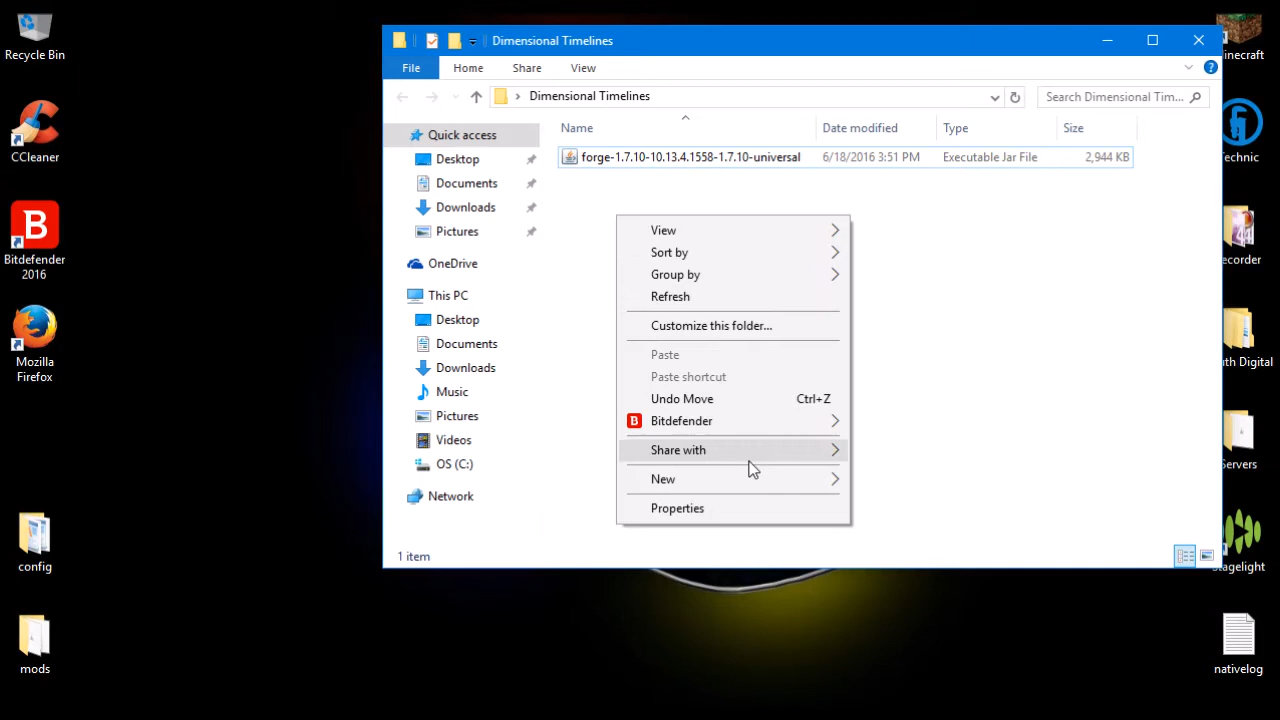 Recycle Bin
CCleaner
Bitdefender
2016
Mozilla
Firefox
config
mods
Dimensional Timelines
File Home Share View
Dimensional Timelines
Search Dimensional Tim...
Quick access
Desktop
Documents
Downloads
Pictures
OneDrive
This PC
Desktop
Documents
Downloads
Music
Pictures
Videos
OS (C:)
Network
Name Date modified Type Size
forge-1.7.10-10.13.4.1558-1.7.10-universal 6/18/2016 3:51 PM Executable Jar File 2,944 KB
View
Sort by
Group by
Refresh
Customize this folder...
Paste
Paste shortcut
Undo Move Ctrl+Z
B Bitdefender
Share with
New
Properties
1 item
inecraft
echnic
ecorder
uth Digital
Servers
tagelight
nativelog